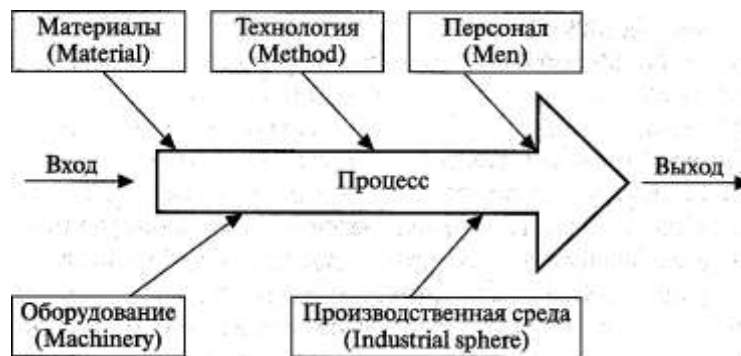 Материалы
(Material)
Технология
(Method)
Персонал
(Men)
Вход
Процесс
Выход
Оборудование
(Machinery)
Производственная среда
(Industrial sphere)